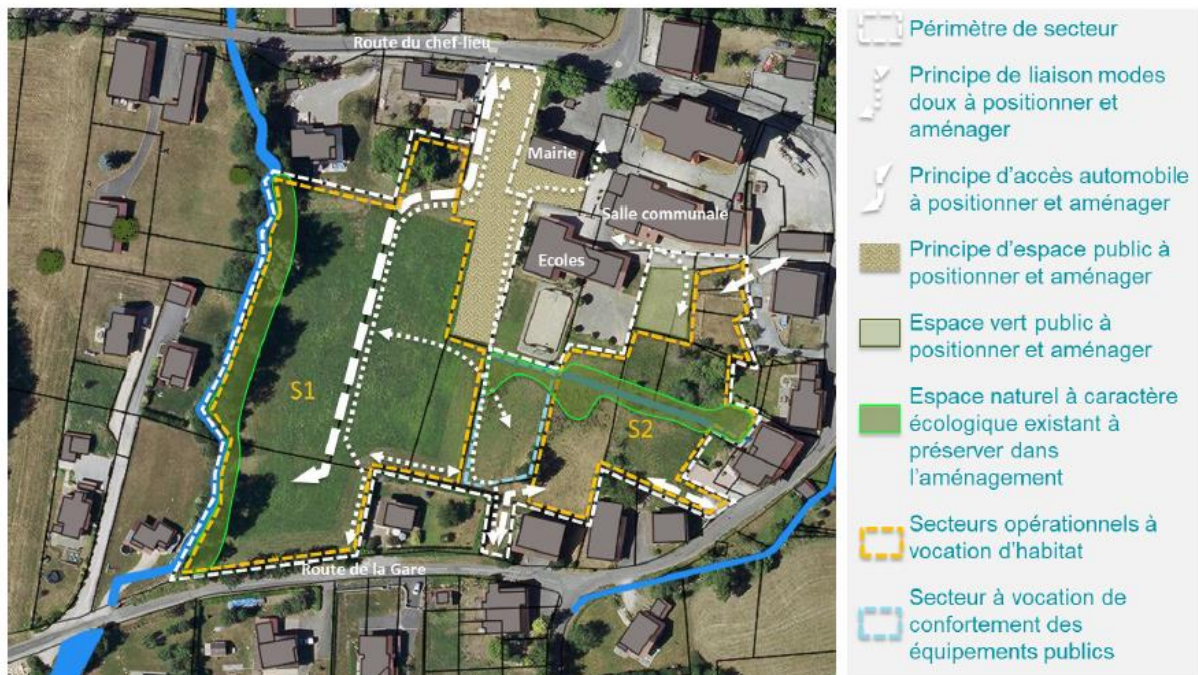 Route du chef-lieu
Mairie
Salle communale
Ecoles
S1
S2
Route de la Gare
Périmètre de secteur
Principe de liaison modes
doux à positionner et
aménager
Principe d'accès automobile
à positionner et aménager
Principe d'espace public à
positionner et aménager
Espace vert public à
positionner et aménager
Espace naturel à caractère
écologique existant à
préserver dans
l'aménagement
Secteurs opérationnels à
vocation d'habitat
Secteur à vocation de
confortement des
équipements publics